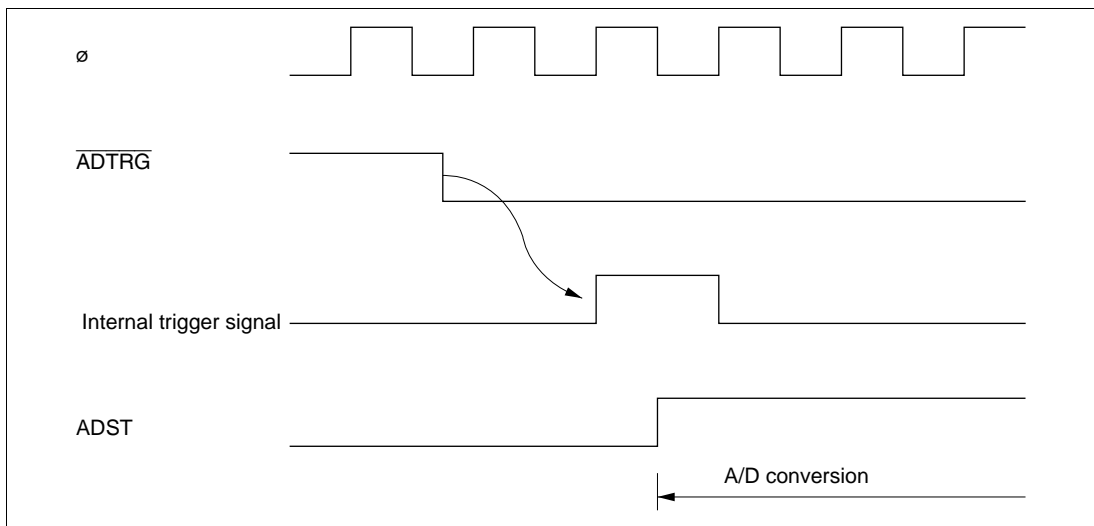 ø
ADTRG
Internal trigger signal
ADST
A/D conversion